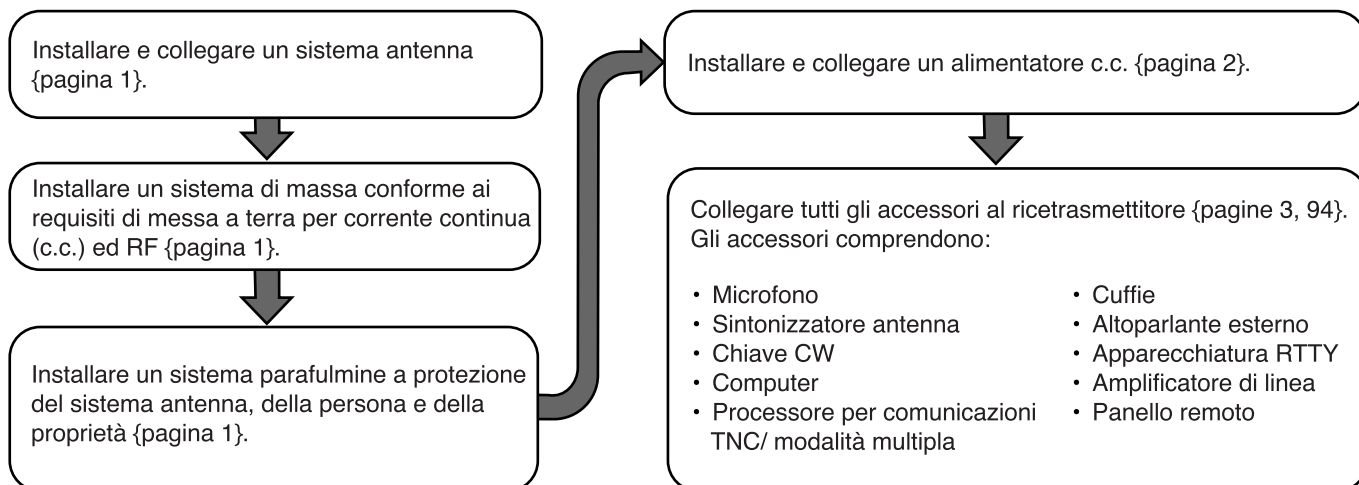 Installare e collegare un sistema antenna
{pagina 1}.
Installare un sistema di massa conforme ai
requisiti di messa a terra per corrente continua
(c.c.) ed RF {pagina 1}.
Installare un sistema parafulmine a protezione
del sistema antenna, della persona e della
proprietà {pagina 1}.
Installare e collegare un alimentatore c.c. {pagina 2}.
Collegare tutti gli accessori al ricetrasmettitore {pagine 3, 94}.
Gli accessori comprendono:
• Microfono
• Sintonizzatore antenna
• Chiave CW
• Computer
• Processore per comunicazioni
TNC/ modalità multipla
• Cuffie
• Altoparlante esterno
• Apparecchiatura RTTY
• Amplificatore di linea
• Panello remoto